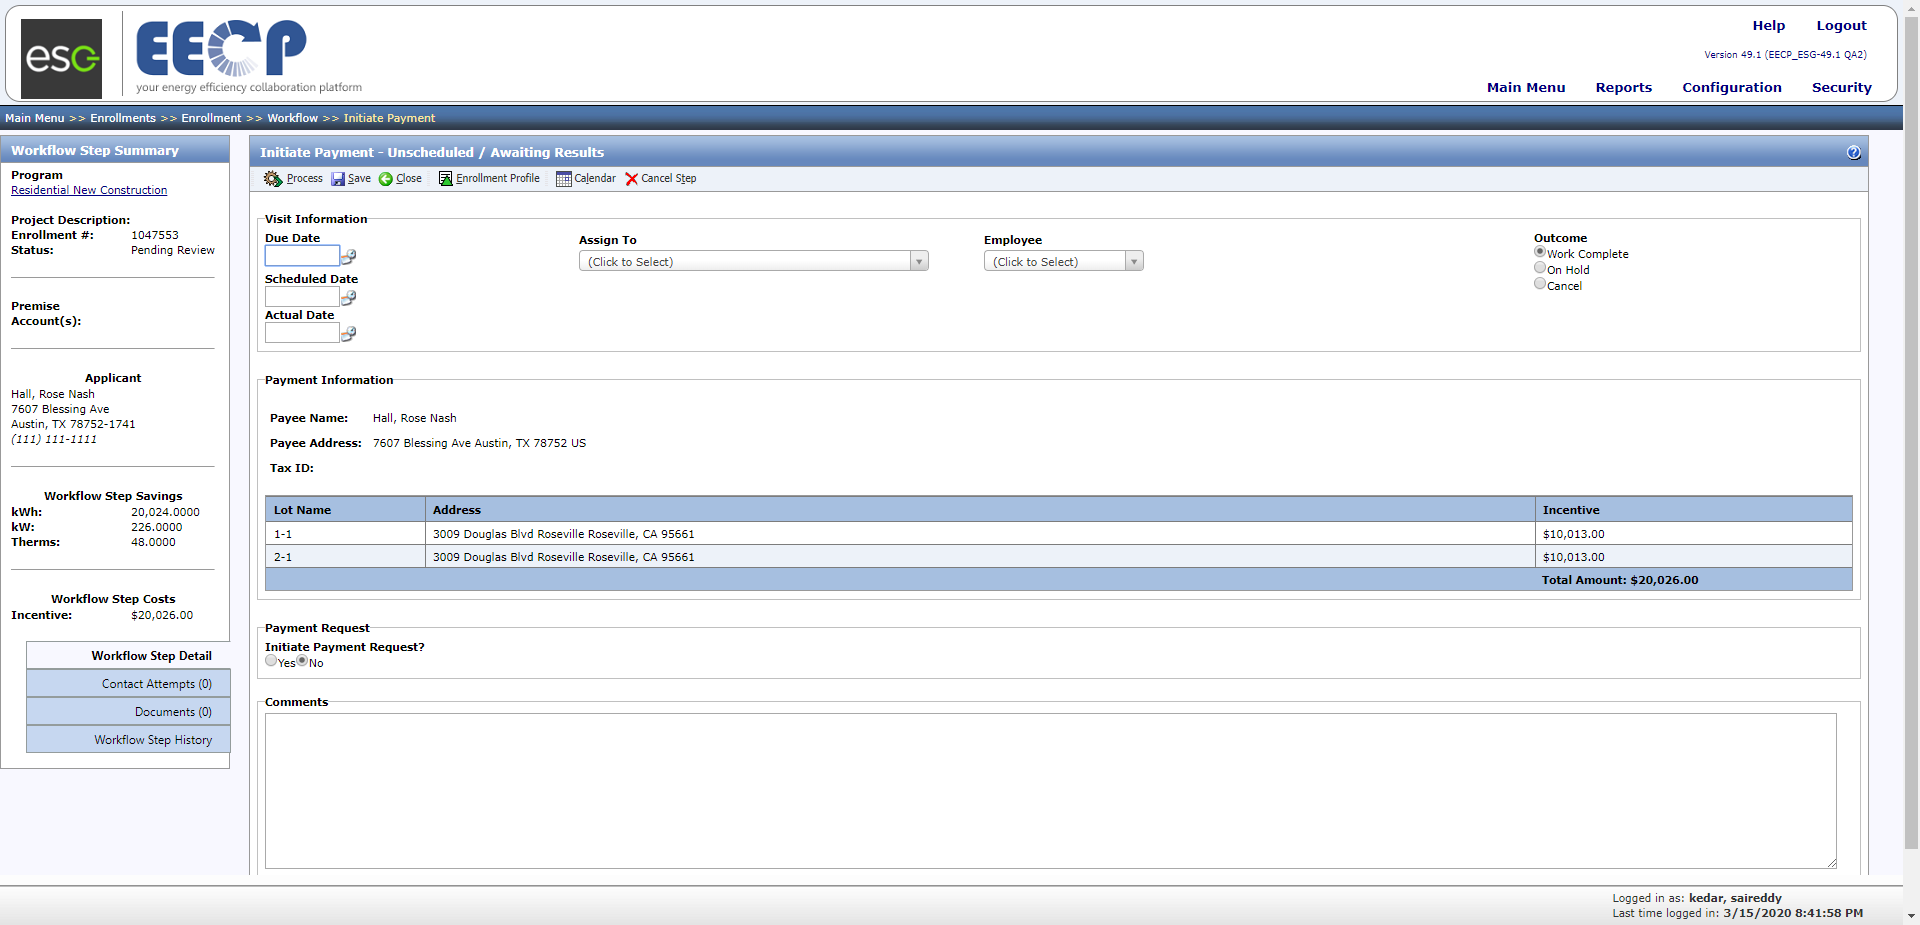 esg
EECP
your energy efficiency collaboration platform
Help Logout
Version 49.1 (EECP_ESG-49.1 QA2)
Main Menu Reports Configuration Security
Main Menu >> Enrollments >> Enrollment >> Workflow >> Initiate Payment
Workflow Step Summary
Program
Residential New Construction
Project Description:
Enrollment #: 1047553
Status: Pending Review
Premise
Account(s):
Applicant
Hall, Rose Nash
7607 Blessing Ave
Austin, TX 78752-1741
(111) 111-1111
Workflow Step Savings
kWh: 20,024.0000
kW: 226.0000
Therms: 48.0000
Workflow Step Costs
Incentive: $20,026.00
Workflow Step Detail
Contact Attempts (0)
Documents (0)
Workflow Step History
Initiate Payment - Unscheduled / Awaiting Results
?
Process Save Close Enrollment Profile Calendar Cancel Step
Visit Information
Due Date
Scheduled Date
Actual Date
Assign To
(Click to Select)
Employee
(Click to Select)
Outcome
Work Complete
On Hold
Cancel
Payment Information
Payee Name: Hall, Rose Nash
Payee Address: 7607 Blessing Ave Austin, TX 78752 US
Tax ID:
Lot Name Address Incentive
1-1 3009 Douglas Blvd Roseville Roseville, CA 95661 $10,013.00
2-1 3009 Douglas Blvd Roseville Roseville, CA 95661 $10,013.00
Total Amount: $20,026.00
Payment Request
Initiate Payment Request?
Yes No
Comments
Logged in as: kedar, saireddy
Last time logged in: 3/15/2020 8:41:58 PM